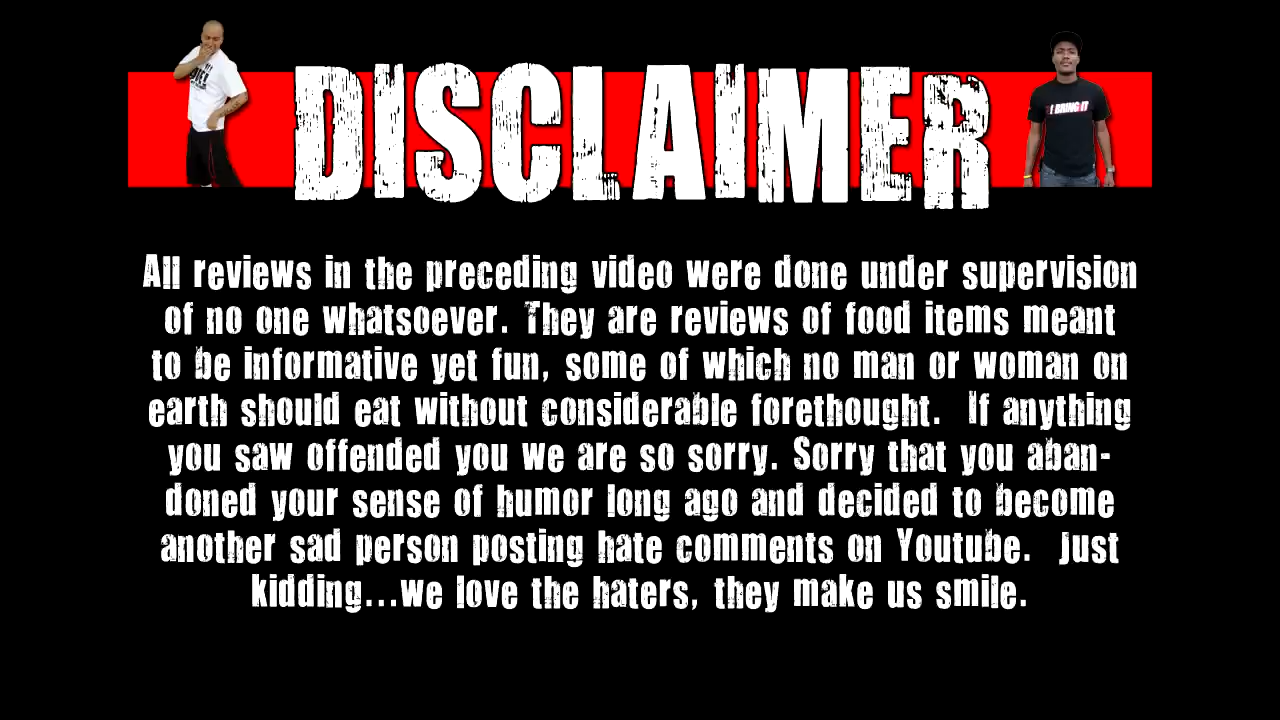 DISCLAIMER
I BRING IT
All reviews in the preceding video were done under supervision
of no one whatsoever. They are reviews of food items meant
to be informative yet fun, some of which no man or woman on
earth should eat without considerable forethought. If anything
you saw offended you we are so sorry. Sorry that you aban-
doned your sense of humor long ago and decided to become
another sad person posting hate comments on Youtube. Just
kidding...we love the haters, they make us smile.